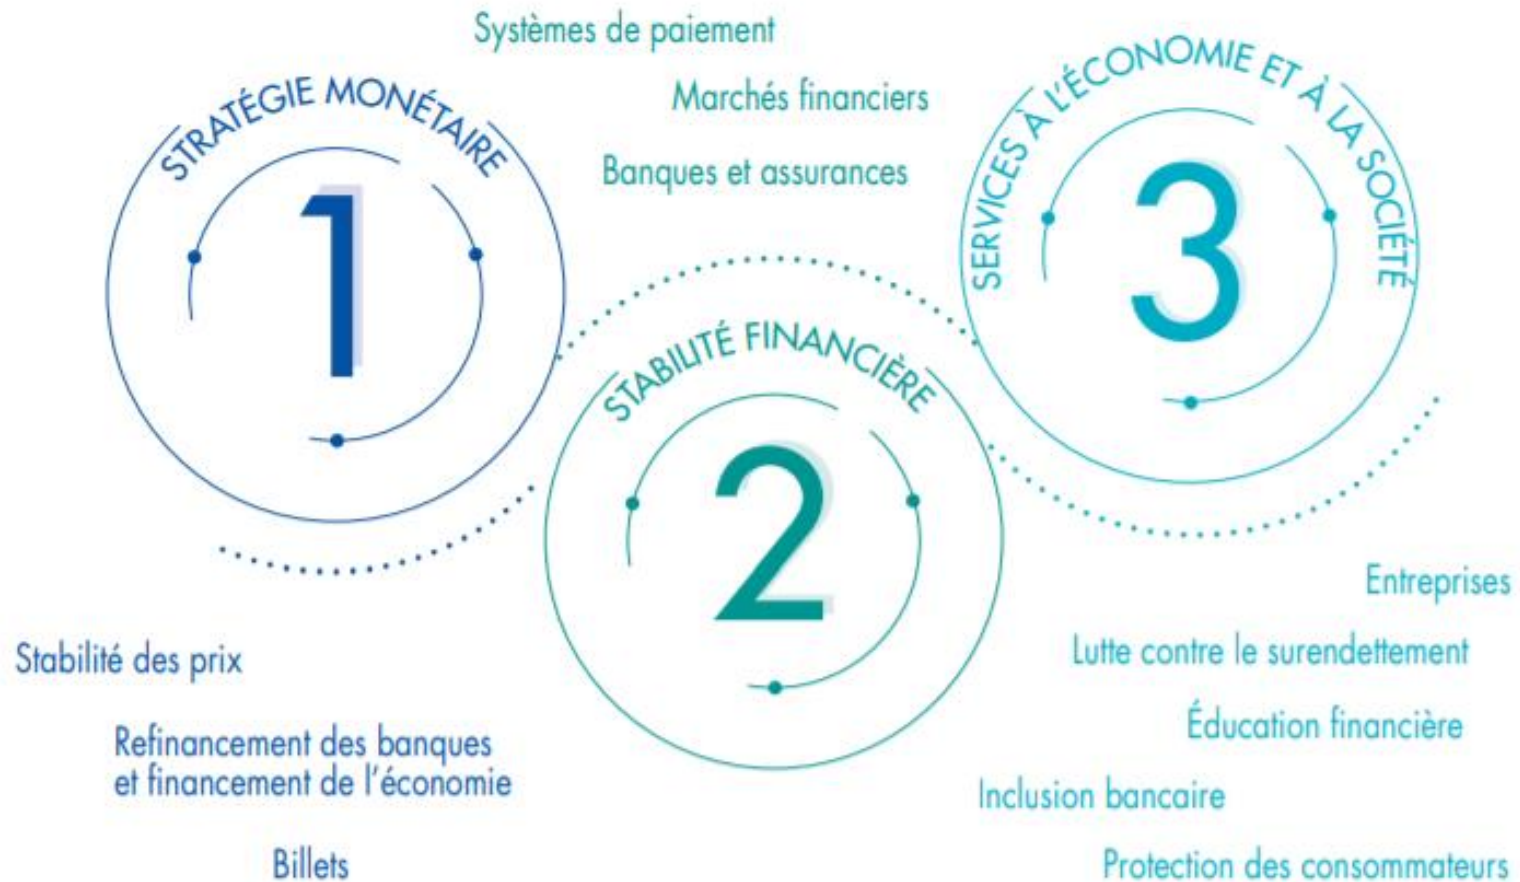 STRATÉGIE MONÉTAIRE
1
Stabilité des prix
Refinancement des banques
et financement de l'économie
Billets
Systèmes de paiement
Marchés financiers
Banques et assurances
STABILITÉ FINANCIÈRE
2
SERVICES À L'ÉCONOMIE ET À LA SOCIÉTÉ
3
Entreprises
Lutte contre le surendettement
Éducation financière
Inclusion bancaire
Protection des consommateurs